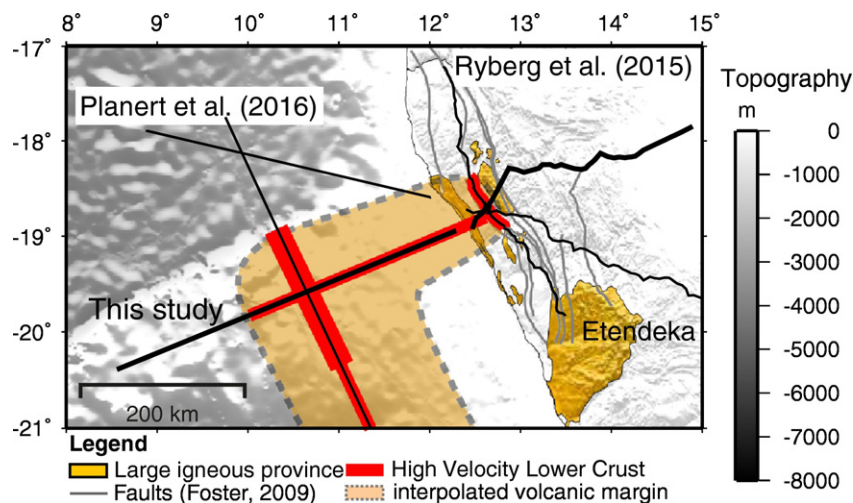 8° 9° 10° 11° 12° 13° 14° 15°
-17°
-18°
-19°
-20°
-21°
Ryberg et al. (2015)
Planert et al. (2016)
This study
Etendeka
200 km
Topography
m
0
-1000
-2000
-3000
-4000
-5000
-6000
-7000
-8000
Legend
Large igneous province High Velocity Lower Crust
Faults (Foster, 2009) interpolated volcanic margin